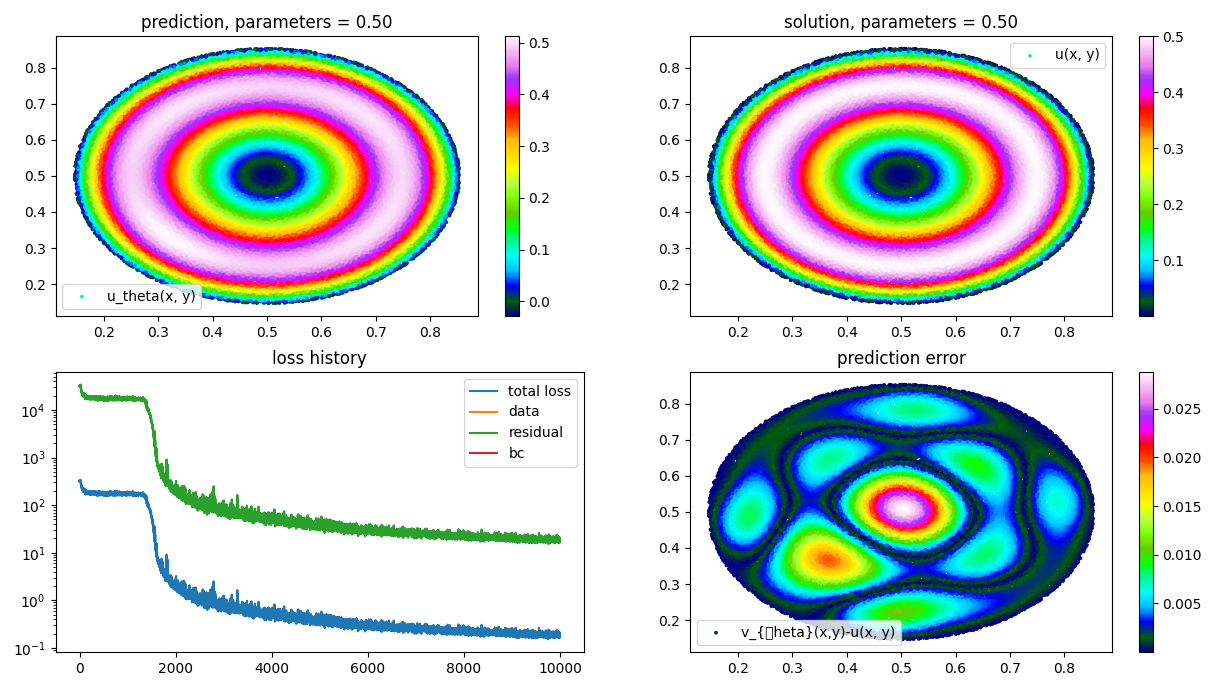 prediction, parameters = 0.50
0.8
0.7
0.6
0.5
0.4
0.3
0.2
u_theta(x, y)
0.2 0.3 0.4 0.5 0.6 0.7 0.8
0.5
0.4
0.3
0.2
0.1
0.0
solution, parameters = 0.50
u(x, y)
0.8
0.7
0.6
0.5
0.4
0.3
0.2
0.2 0.3 0.4 0.5 0.6 0.7 0.8
0.5
0.4
0.3
0.2
0.1
loss history
total loss
data
residual
bc
10⁴
10³
10²
10¹
10⁰
10⁻¹
0 2000 4000 6000 8000 10000
prediction error
0.8
0.7
0.6
0.5
0.4
0.3
0.2
v_{▯heta}(x,y)-u(x, y)
0.2 0.3 0.4 0.5 0.6 0.7 0.8
0.025
0.020
0.015
0.010
0.005